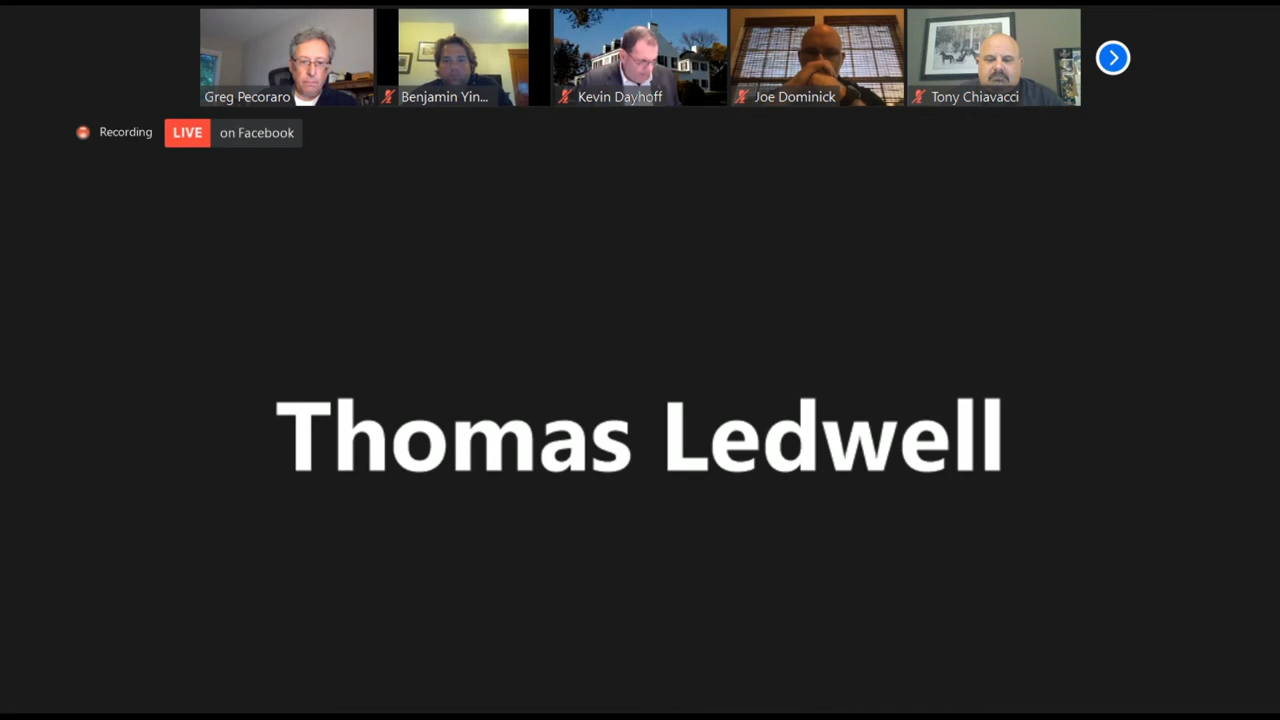 Greg Pecoraro
Benjamin Yin...
Kevin Dayhoff
Joe Dominick
Tony Chiavacci
Recording
LIVE on Facebook
Thomas Ledwell